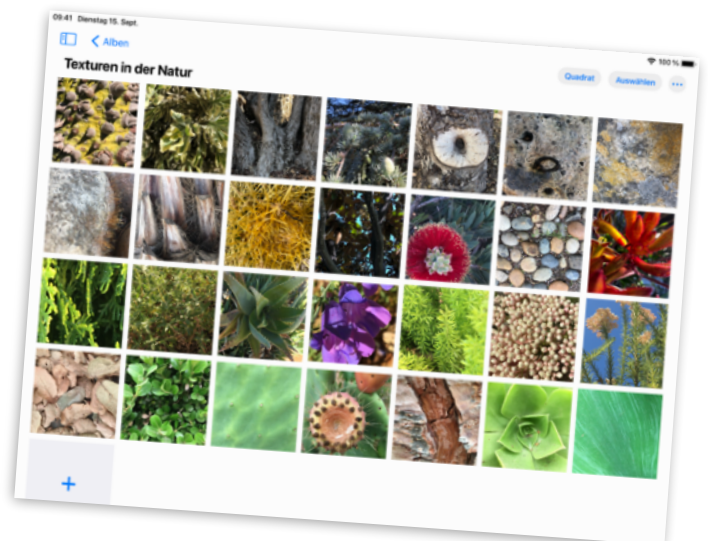 09:41 Dienstag 15. Sept.
100 %
Alben
Texturen in der Natur
Quadrat
Auswählen